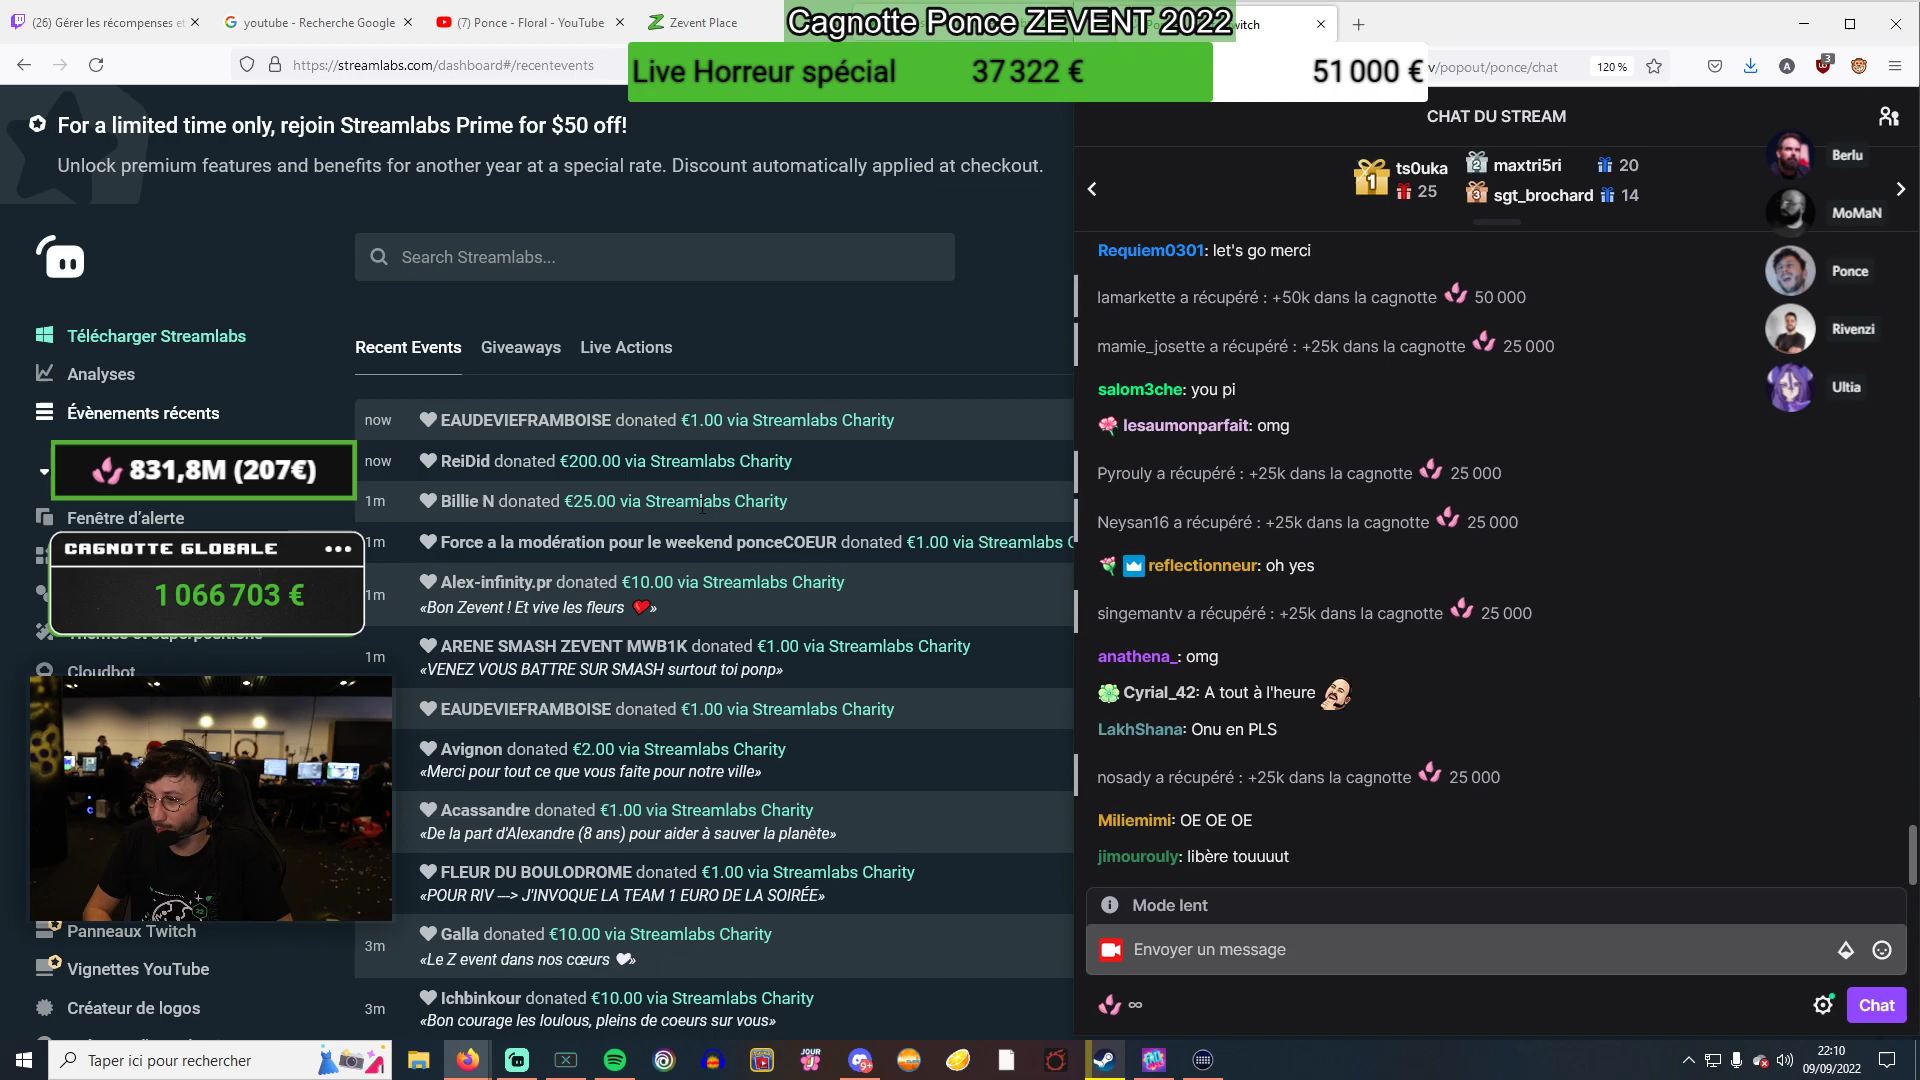 (26) Gérer les récompenses et
youtube - Recherche Google
(7) Ponce - Floral - YouTube
Zevent Place
Cagnotte Ponce ZEVENT 2022
witch
https://streamlabs.com/dashboard#/recentevents
Live Horreur spécial 37 322 € 51 000 €
v/popout/ponce/chat
120 %
3
For a limited time only, rejoin Streamlabs Prime for $50 off!
Unlock premium features and benefits for another year at a special rate. Discount automatically applied at checkout.
Search Streamlabs...
Télécharger Streamlabs
Analyses
Évènements récents
831,8M (207€)
Fenêtre d'alerte
CAGNOTTE GLOBALE
1 066 703 €
Thèmes et superpositions
Cloudbot
Panneaux Twitch
Vignettes YouTube
Créateur de logos
Recent Events Giveaways Live Actions
now EAUDEVIEFRAMBOISE donated €1.00 via Streamlabs Charity
now ReiDid donated €200.00 via Streamlabs Charity
1m Billie N donated €25.00 via Streamlabs Charity
1m Force a la modération pour le weekend ponceCOEUR donated €1.00 via Streamlabs C
1m Alex-infinity.pr donated €10.00 via Streamlabs Charity
«Bon Zevent ! Et vive les fleurs ❤️»
1m ARENE SMASH ZEVENT MWB1K donated €1.00 via Streamlabs Charity
«VENEZ VOUS BATTRE SUR SMASH surtout toi ponp»
EAUDEVIEFRAMBOISE donated €1.00 via Streamlabs Charity
Avignon donated €2.00 via Streamlabs Charity
«Merci pour tout ce que vous faite pour notre ville»
Acassandre donated €1.00 via Streamlabs Charity
«De la part d'Alexandre (8 ans) pour aider à sauver la planète»
FLEUR DU BOULODROME donated €1.00 via Streamlabs Charity
«POUR RIV ---> J'INVOQUE LA TEAM 1 EURO DE LA SOIRÉE»
3m Galla donated €10.00 via Streamlabs Charity
«Le Z event dans nos cœurs 🤍»
3m Ichbinkour donated €10.00 via Streamlabs Charity
«Bon courage les loulous, pleins de coeurs sur vous»
CHAT DU STREAM
1 ts0uka 25
2 maxtri5ri 20
3 sgt_brochard 14
Berlu
MoMaN
Ponce
Rivenzi
Ultia
Requiem0301: let's go merci
lamarkette a récupéré : +50k dans la cagnotte 50 000
mamie_josette a récupéré : +25k dans la cagnotte 25 000
salom3che: you pi
lesaumonparfait: omg
Pyrouly a récupéré : +25k dans la cagnotte 25 000
Neysan16 a récupéré : +25k dans la cagnotte 25 000
reflectionneur: oh yes
singemantv a récupéré : +25k dans la cagnotte 25 000
anathena_: omg
Cyrial_42: A tout à l'heure
LakhShana: Onu en PLS
nosady a récupéré : +25k dans la cagnotte 25 000
Miliemimi: OE OE OE
jimourouly: libère touuuut
Mode lent
Envoyer un message
∞
Chat
Taper ici pour rechercher
22:10
09/09/2022